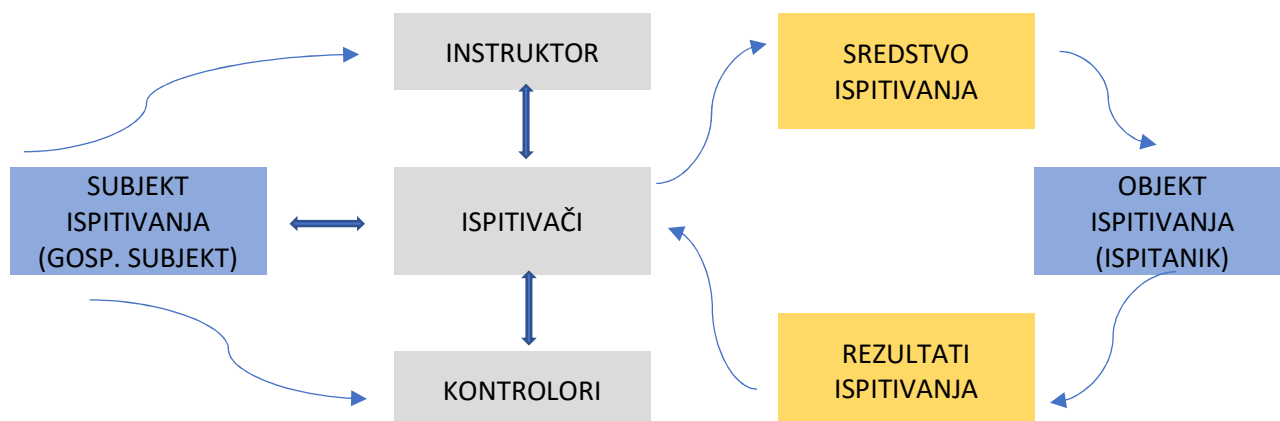 INSTRUKTOR
SREDSTVO
ISPITIVANJA
SUBJEKT
ISPITIVANJA
(GOSP. SUBJEKT)
ISPITIVAČI
OBJEKT
ISPITIVANJA
(ISPITANIK)
KONTROLORI
REZULTATI
ISPITIVANJA